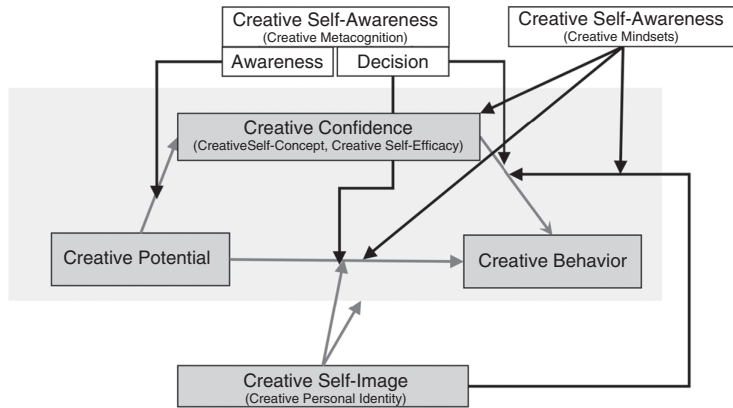 Creative Self-Awareness
(Creative Metacognition)
Awareness
Decision
Creative Self-Awareness
(Creative Mindsets)
Creative Confidence
(CreativeSelf-Concept, Creative Self-Efficacy)
Creative Potential
Creative Behavior
Creative Self-Image
(Creative Personal Identity)